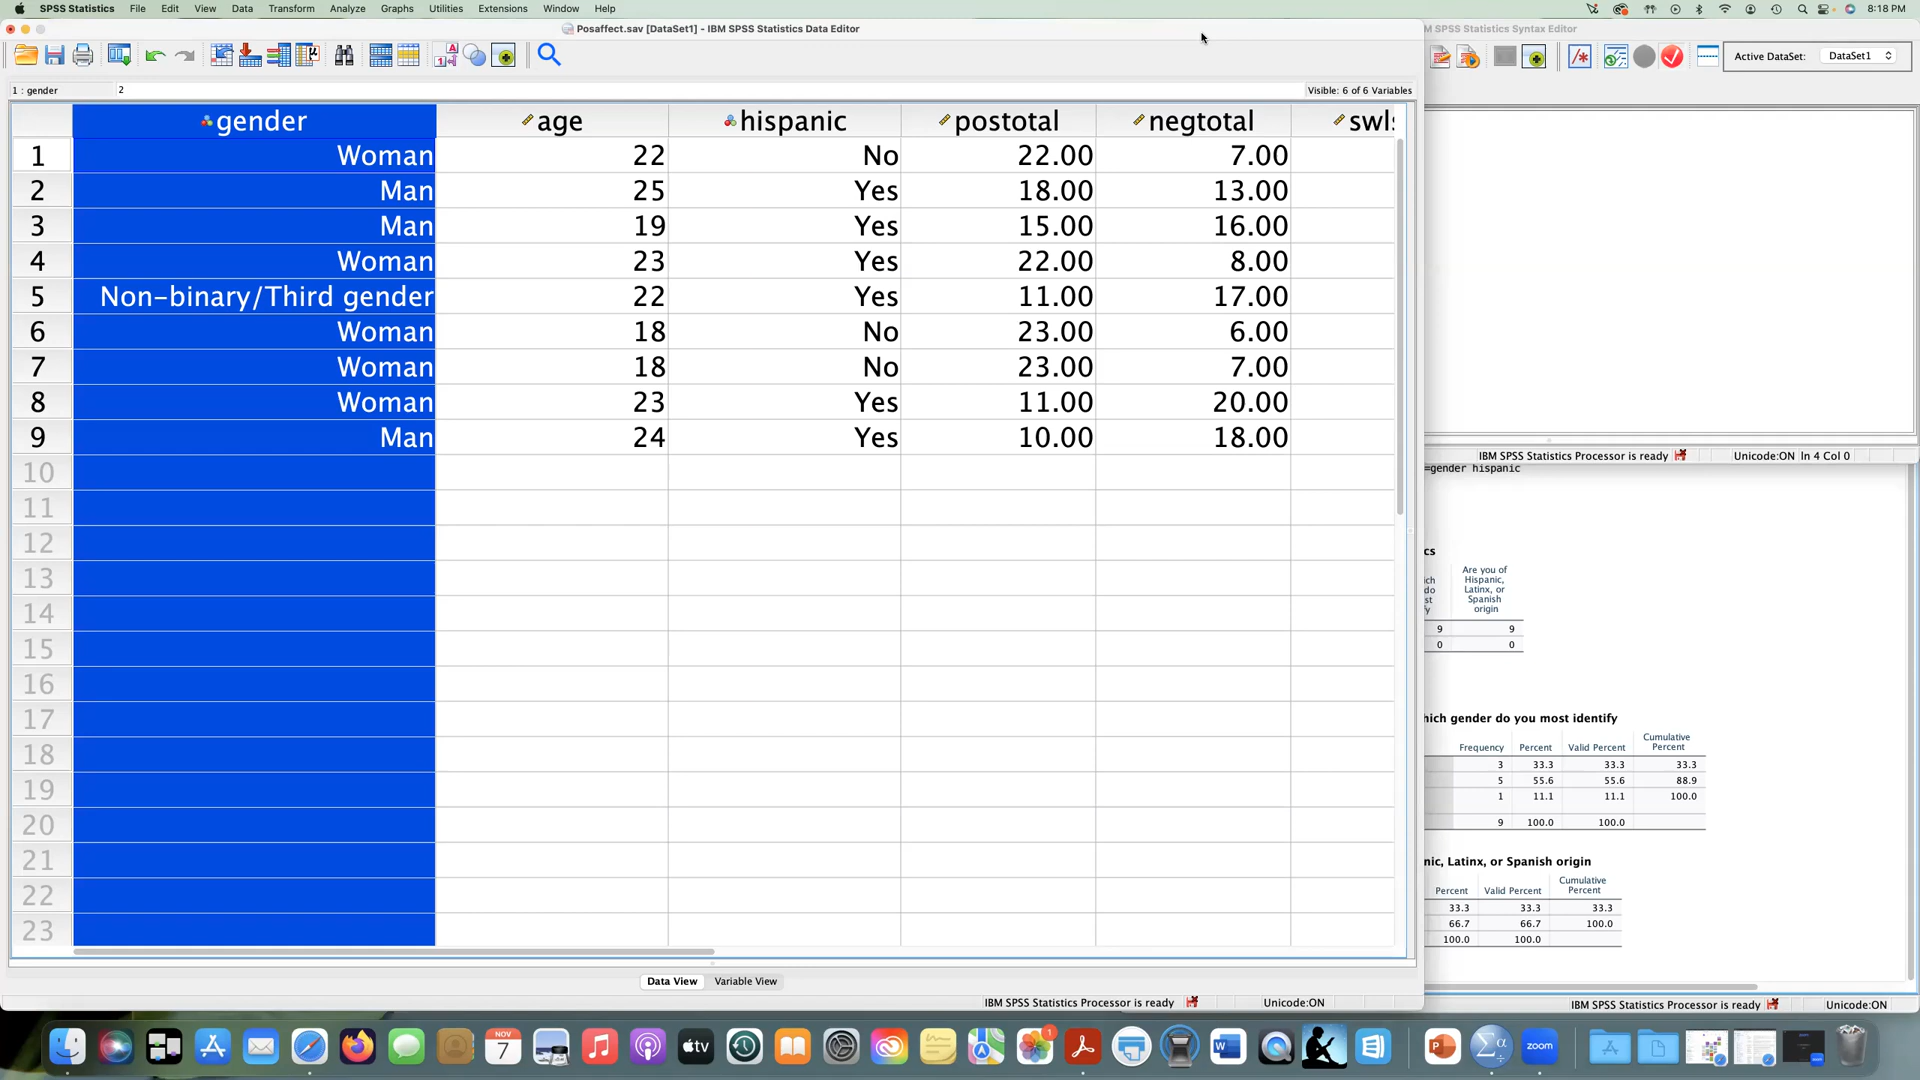 SPSS Statistics File Edit View Data Transform Analyze Graphs Utilities Extensions Window Help 8:18 PM
Posaffect.sav [DataSet1] - IBM SPSS Statistics Data Editor
M SPSS Statistics Syntax Editor
Active DataSet: DataSet1
1 : gender 2 Visible: 6 of 6 Variables
gender age hispanic postotal negtotal swl
1 Woman 22 No 22.00 7.00
2 Man 25 Yes 18.00 13.00
3 Man 19 Yes 15.00 16.00
4 Woman 23 Yes 22.00 8.00
5 Non-binary/Third gender 22 Yes 11.00 17.00
6 Woman 18 No 23.00 6.00
7 Woman 18 No 23.00 7.00
8 Woman 23 Yes 11.00 20.00
9 Man 24 Yes 10.00 18.00
10
11
12
13
14
15
16
17
18
19
20
21
22
23
Data View Variable View
IBM SPSS Statistics Processor is ready Unicode:ON
IBM SPSS Statistics Processor is ready Unicode:ON ln 4 Col 0
=gender hispanic
cs
ich
do
st
fy
Are you of
Hispanic,
Latinx, or
Spanish
origin
9 9
0 0
hich gender do you most identify
Frequency Percent Valid Percent Cumulative
Percent
3 33.3 33.3 33.3
5 55.6 55.6 88.9
1 11.1 11.1 100.0
9 100.0 100.0
nic, Latinx, or Spanish origin
Percent Valid Percent Cumulative
Percent
33.3 33.3 33.3
66.7 66.7 100.0
100.0 100.0
IBM SPSS Statistics Processor is ready Unicode:ON
NOV
7
tv
1
W
P
Σα
zoom